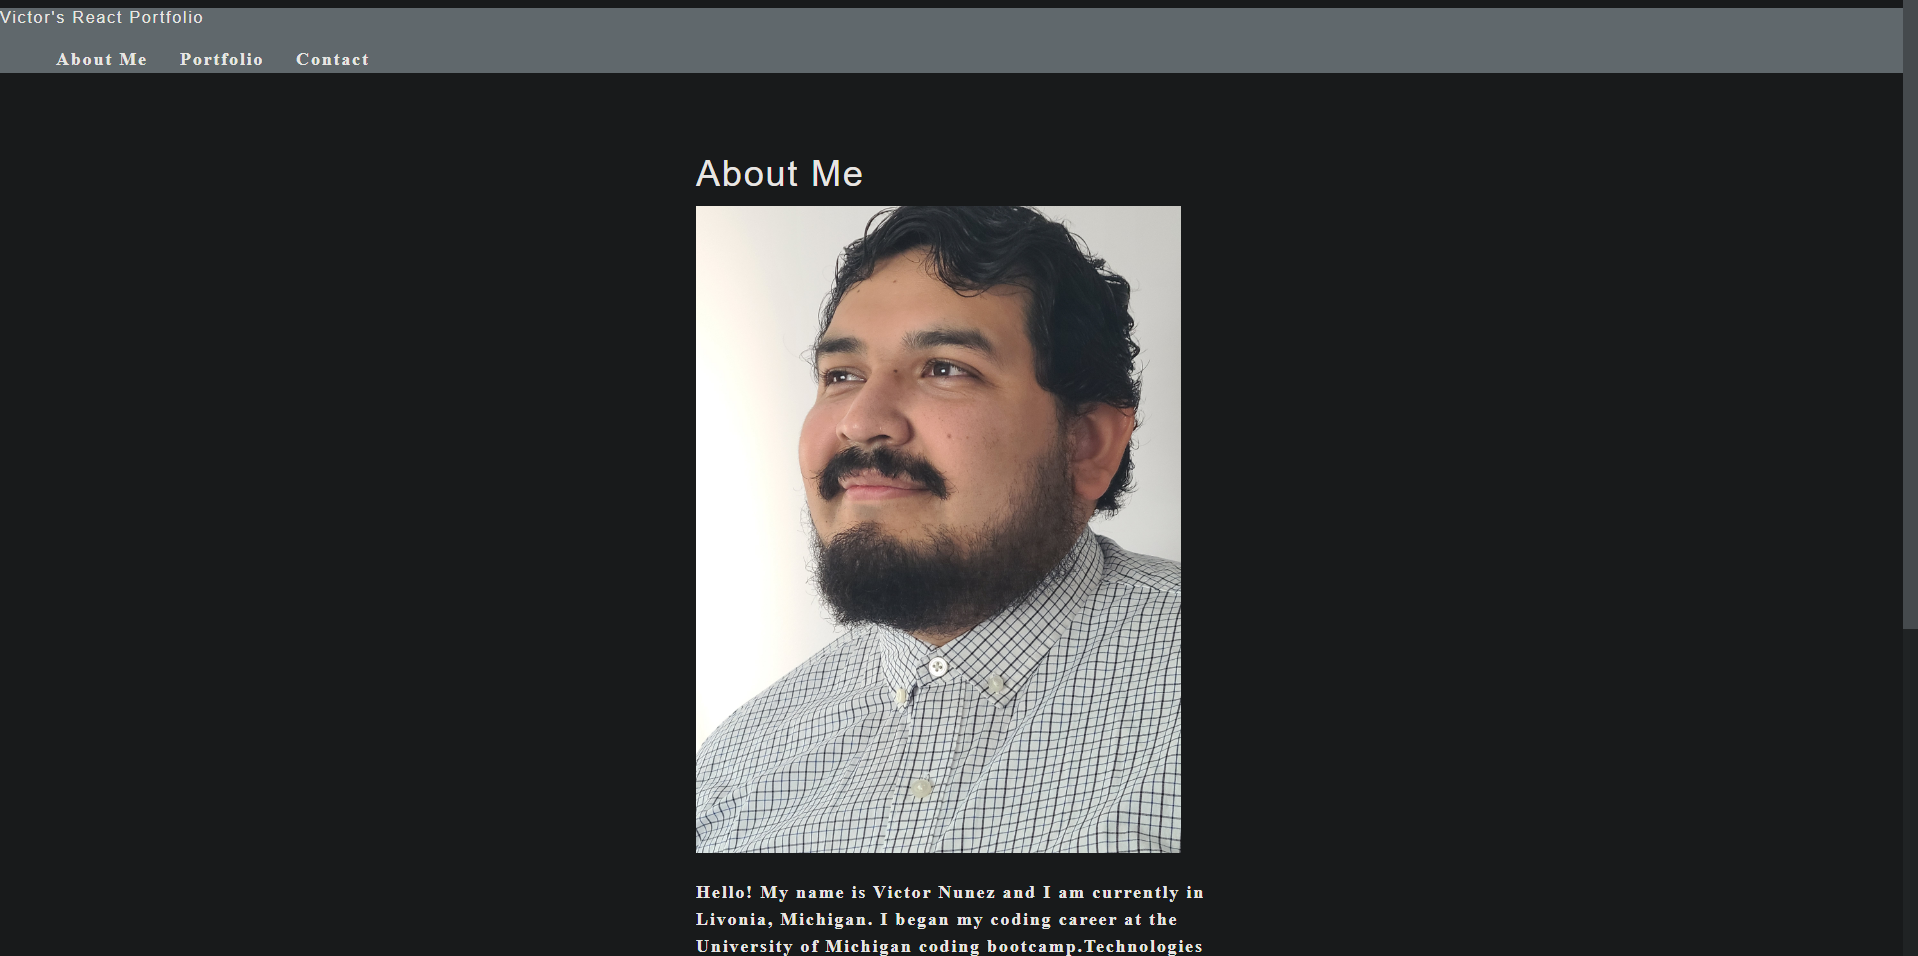 Victor's React Portfolio
About Me Portfolio Contact
About Me
Hello! My name is Victor Nunez and I am currently in
Livonia, Michigan. I began my coding career at the
University of Michigan coding bootcamp.Technologies